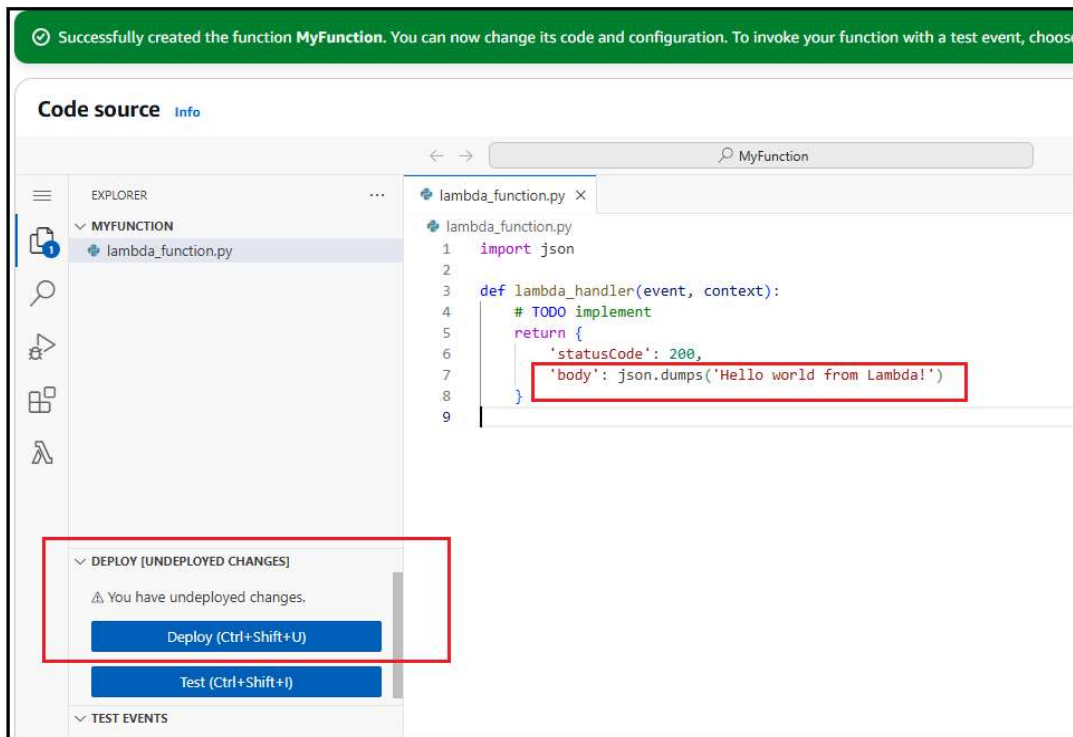 Successfully created the function MyFunction. You can now change its code and configuration. To invoke your function with a test event, choose
Code source Info
MyFunction
EXPLORER ...
MYFUNCTION
lambda_function.py
1
lambda_function.py
lambda_function.py
1 import json
2
3 def lambda_handler(event, context):
4 # TODO implement
5 return {
6 'statusCode': 200,
7 'body': json.dumps('Hello world from Lambda!')
8 }
9
DEPLOY [UNDEPLOYED CHANGES]
You have undeployed changes.
Deploy (Ctrl+Shift+U)
Test (Ctrl+Shift+I)
TEST EVENTS